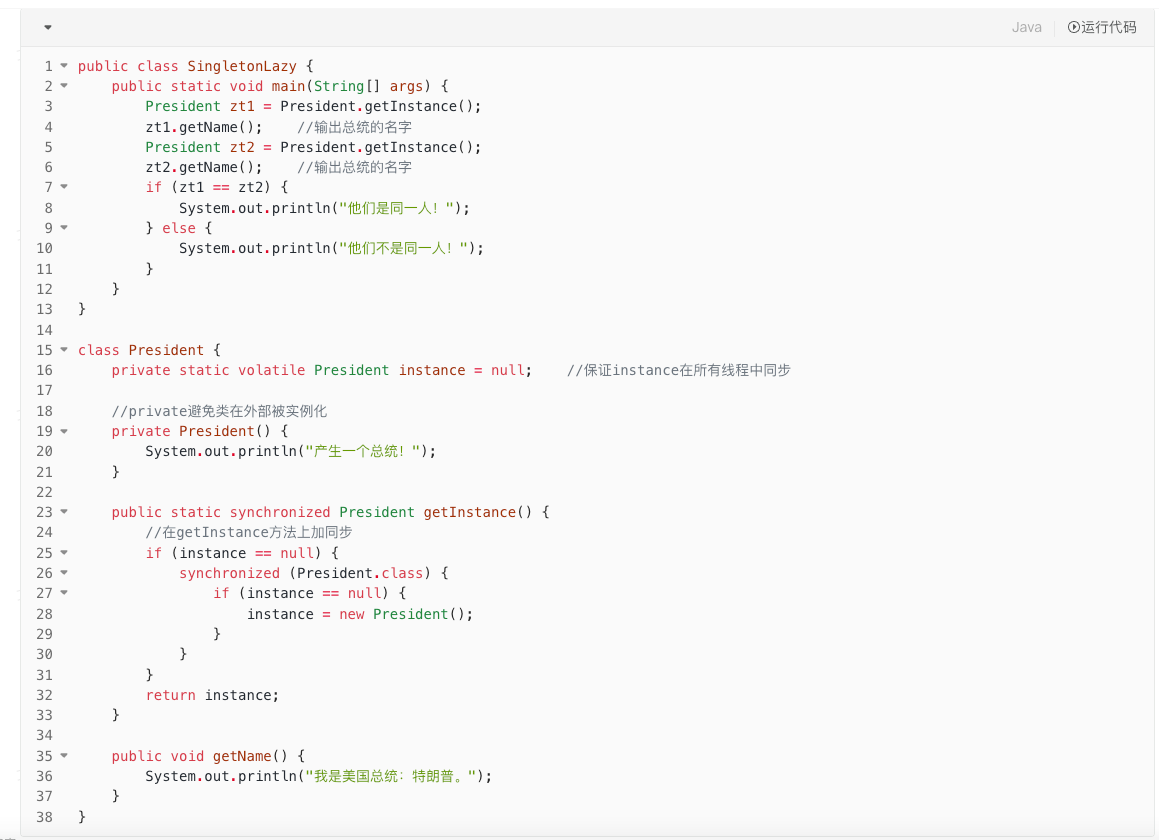 Java 运行代码
1 public class SingletonLazy {
2     public static void main(String[] args) {
3         President zt1 = President.getInstance();
4         zt1.getName();    //输出总统的名字
5         President zt2 = President.getInstance();
6         zt2.getName();    //输出总统的名字
7         if (zt1 == zt2) {
8             System.out.println("他们是同一人！");
9         } else {
10             System.out.println("他们不是同一人！");
11         }
12     }
13 }
14
15 class President {
16     private static volatile President instance = null;    //保证instance在所有线程中同步
17
18     //private避免类在外部被实例化
19     private President() {
20         System.out.println("产生一个总统！");
21     }
22
23     public static synchronized President getInstance() {
24         //在getInstance方法上加同步
25         if (instance == null) {
26             synchronized (President.class) {
27                 if (instance == null) {
28                     instance = new President();
29                 }
30             }
31         }
32         return instance;
33     }
34
35     public void getName() {
36         System.out.println("我是美国总统：特朗普。");
37     }
38 }